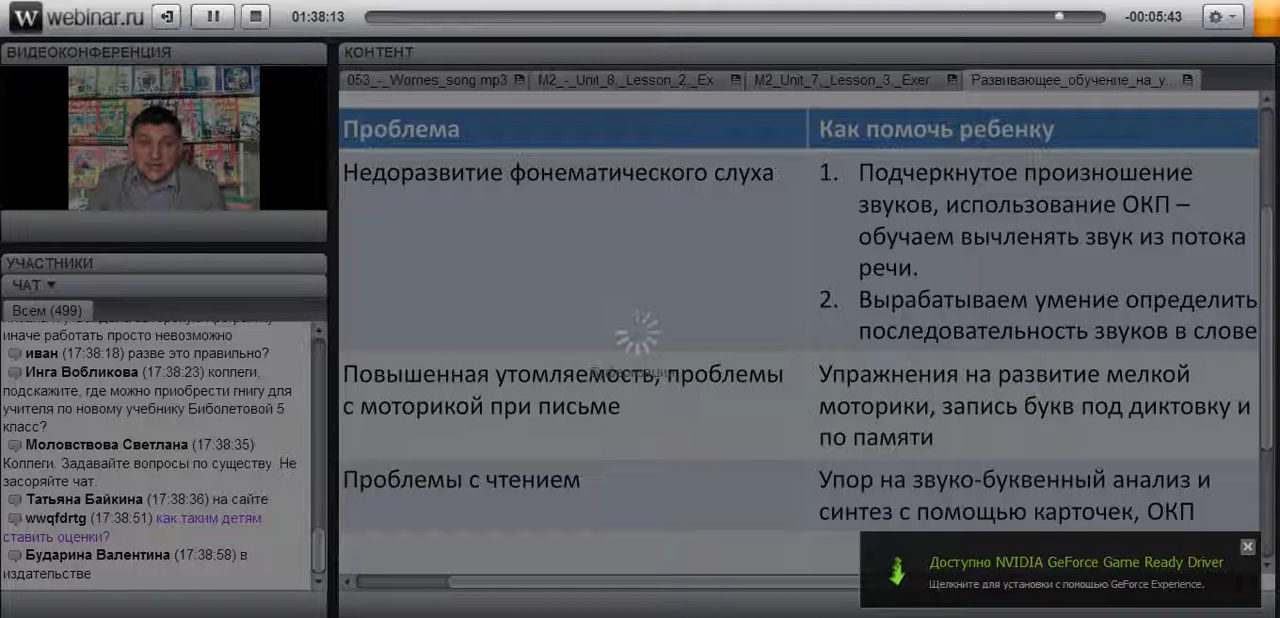 webinar.ru
01:38:13
-00:05:43
ВИДЕОКОНФЕРЕНЦИЯ
КОНТЕНТ
053_-_Wornes_song.mp3
M2_-_Unit_8_Lesson_2_Ex
M2_Unit_7_Lesson_3_Exer
Развивающее_обучение_на_у...
Проблема
Как помочь ребенку
Недоразвитие фонематического слуха
1. Подчеркнутое произношение
звуков, использование ОКП –
обучаем вычленять звук из потока
речи.
2. Вырабатываем умение определить
последовательность звуков в слове
Повышенная утомляемость, проблемы
с моторикой при письме
Упражнения на развитие мелкой
моторики, запись букв под диктовку и
по памяти
Проблемы с чтением
Упор на звуко-буквенный анализ и
синтез с помощью карточек, ОКП
УЧАСТНИКИ
ЧАТ
Всем (499)
иначе работать просто невозможно
иван (17:38:18) разве это правильно?
Инга Вобликова (17:38:23) коллеги,
подскажите, где можно приобрести гнигу для
учителя по новому учебнику Биболетовой 5
класс?
Моловствова Светлана (17:38:35)
Коллеги. Задавайте вопросы по существу Не
засоряйте чат.
Татьяна Байкина (17:38:36) на сайте
wwqfdrtg (17:38:51) как таким детям
ставить оценки?
Бударина Валентина (17:38:58) в
издательстве
Доступно NVIDIA GeForce Game Ready Driver
Щелкните для установки с помощью GeForce Experience.